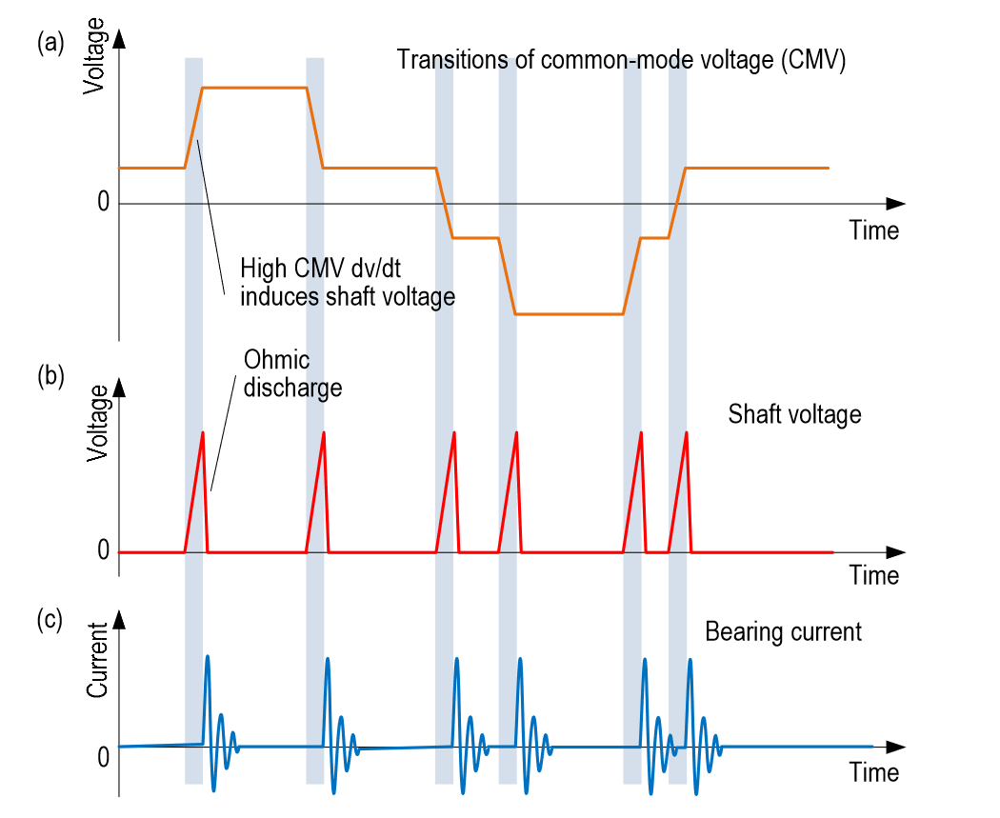 (a)
Voltage
Transitions of common-mode voltage (CMV)
0
Time
High CMV dv/dt
induces shaft voltage
Ohmic
discharge
(b)
Voltage
Shaft voltage
0
Time
(c)
Current
Bearing current
0
Time